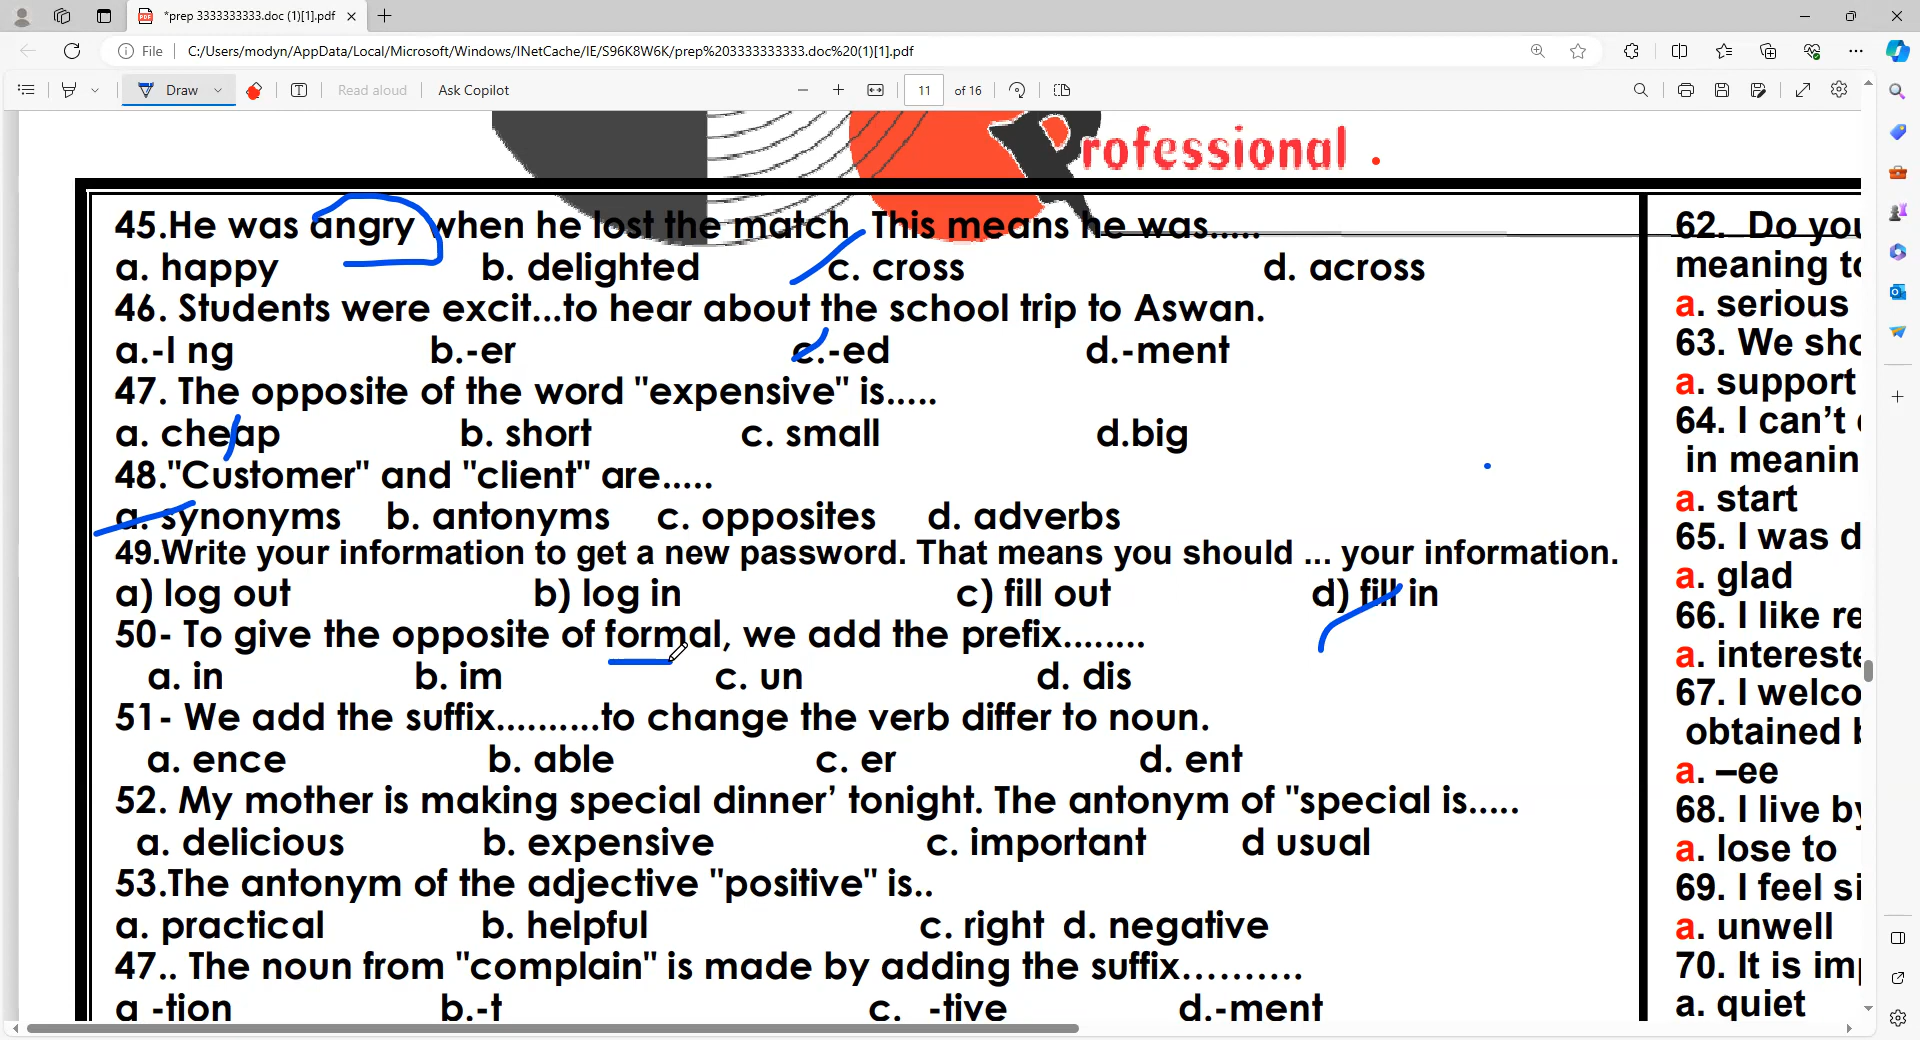 *prep 3333333333.doc (1)[1].pdf
File
C:/Users/modyn/AppData/Local/Microsoft/Windows/INetCache/IE/S96K8W6K/prep%203333333333.doc%20(1)[1].pdf
Draw
Read aloud
Ask Copilot
11 of 16
Professional .
45.He was angry when he lost the match. This means he was.....
a. happy b. delighted c. cross d. across
46. Students were excit...to hear about the school trip to Aswan.
a.-I ng b.-er c.-ed d.-ment
47. The opposite of the word "expensive" is.....
a. cheap b. short c. small d.big
48."Customer" and "client" are.....
a. synonyms b. antonyms c. opposites d. adverbs
49.Write your information to get a new password. That means you should ... your information.
a) log out b) log in c) fill out d) fill in
50- To give the opposite of formal, we add the prefix........
a. in b. im c. un d. dis
51- We add the suffix..........to change the verb differ to noun.
a. ence b. able c. er d. ent
52. My mother is making special dinner’ tonight. The antonym of "special is.....
a. delicious b. expensive c. important d usual
53.The antonym of the adjective "positive" is..
a. practical b. helpful c. right d. negative
47.. The noun from "complain" is made by adding the suffix..........
a -tion b.-t c. -tive d.-ment
62. Do you
meaning to
a. serious
63. We sho
a. support
64. I can’t
in meanin
a. start
65. I was d
a. glad
66. I like re
a. intereste
67. I welco
obtained
a. –ee
68. I live by
a. lose to
69. I feel si
a. unwell
70. It is imp
a. quiet